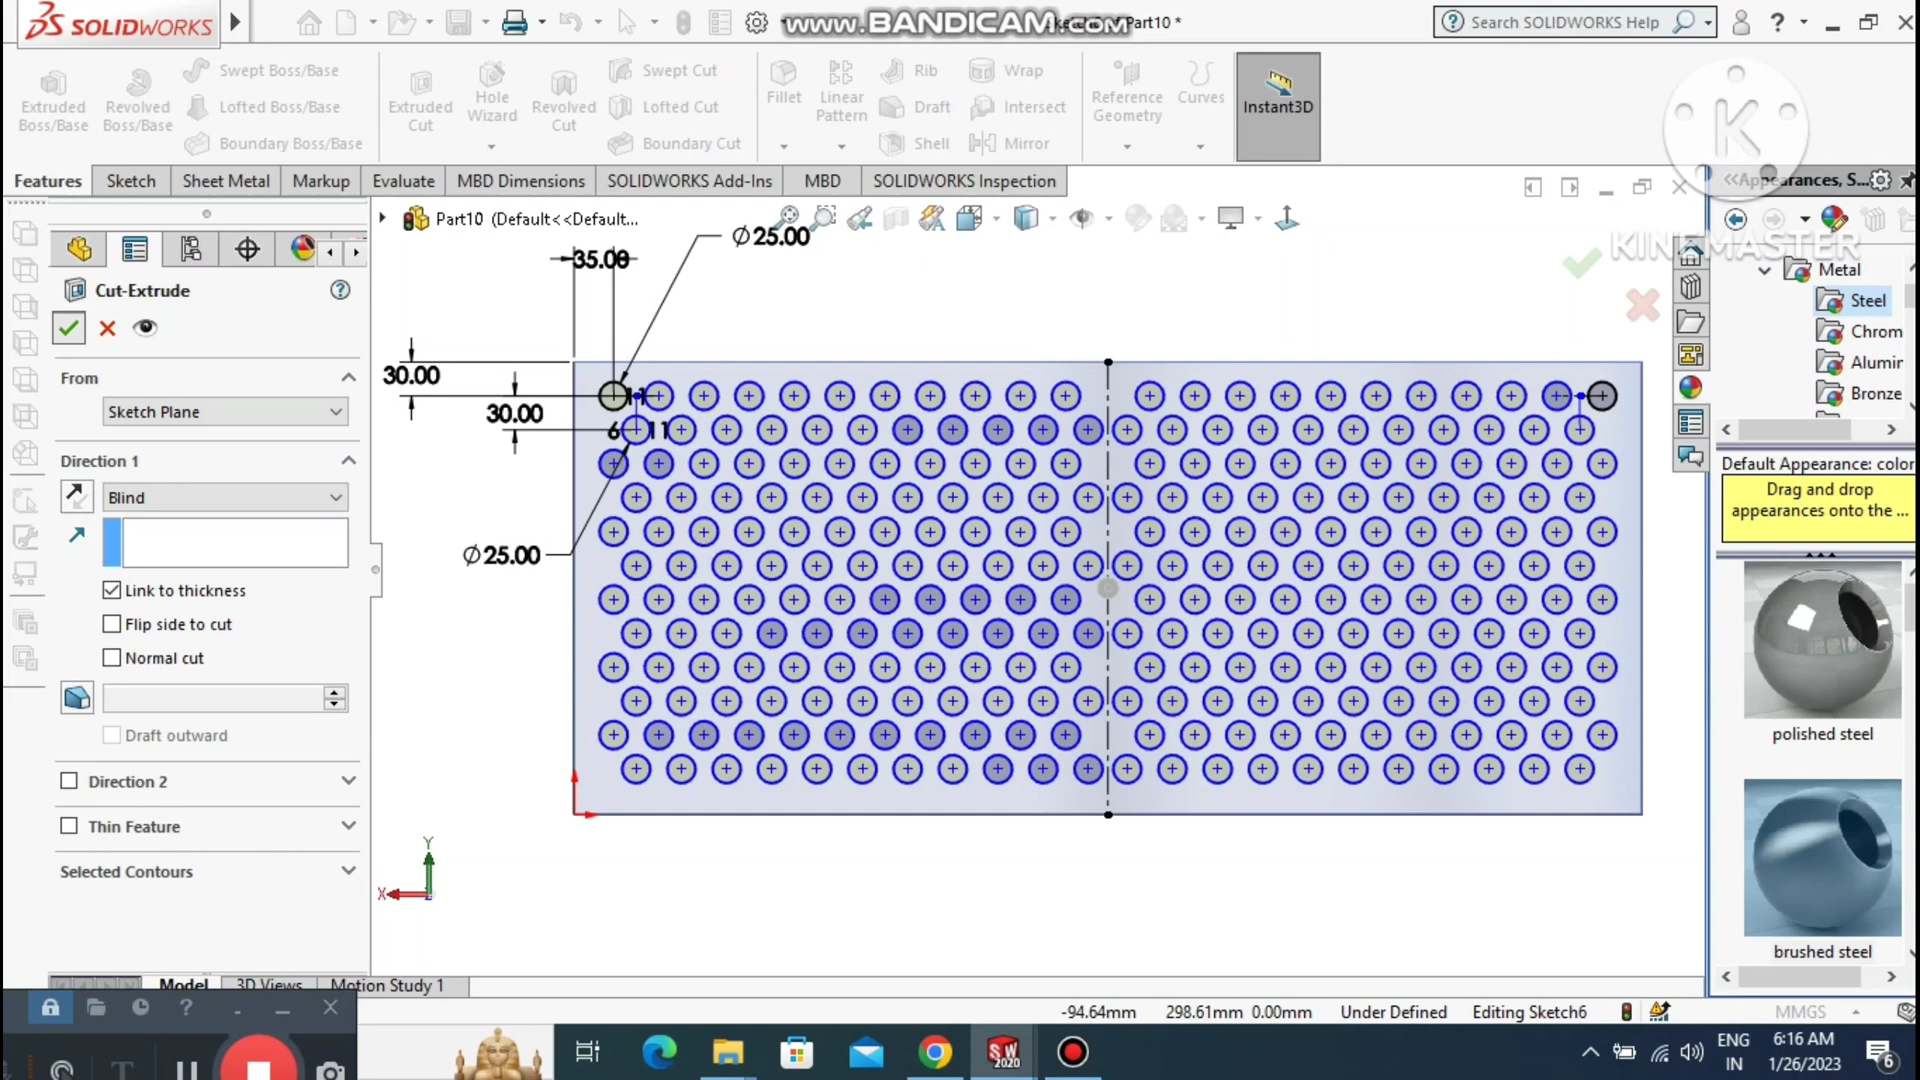 SOLIDWORKS
www.BANDICAM.com
Part10 *
Search SOLIDWORKS Help
Extruded Boss/Base
Revolved Boss/Base
Swept Boss/Base
Lofted Boss/Base
Boundary Boss/Base
Extruded Cut
Hole Wizard
Revolved Cut
Swept Cut
Lofted Cut
Boundary Cut
Fillet
Linear Pattern
Rib
Draft
Shell
Wrap
Intersect
Mirror
Reference Geometry
Curves
Instant3D
K
Features
Sketch
Sheet Metal
Markup
Evaluate
MBD Dimensions
SOLIDWORKS Add-Ins
MBD
SOLIDWORKS Inspection
<<Appearances, S...
Part10 (Default<<Default...
KINEMASTER
Cut-Extrude
From
Sketch Plane
Direction 1
Blind
Link to thickness
Flip side to cut
Normal cut
Draft outward
Direction 2
Thin Feature
Selected Contours
Ø25.00
35.00
30.00
30.00
11
6
11
Ø25.00
Y
X
Metal
Steel
Chrom
Alumir
Bronze
Default Appearance: color
Drag and drop
appearances onto the ...
polished steel
brushed steel
Model
3D Views
Motion Study 1
-94.64mm
298.61mm
0.00mm
Under Defined
Editing Sketch6
MMGS
T
SW
2020
ENG
IN
6:16 AM
1/26/2023
6